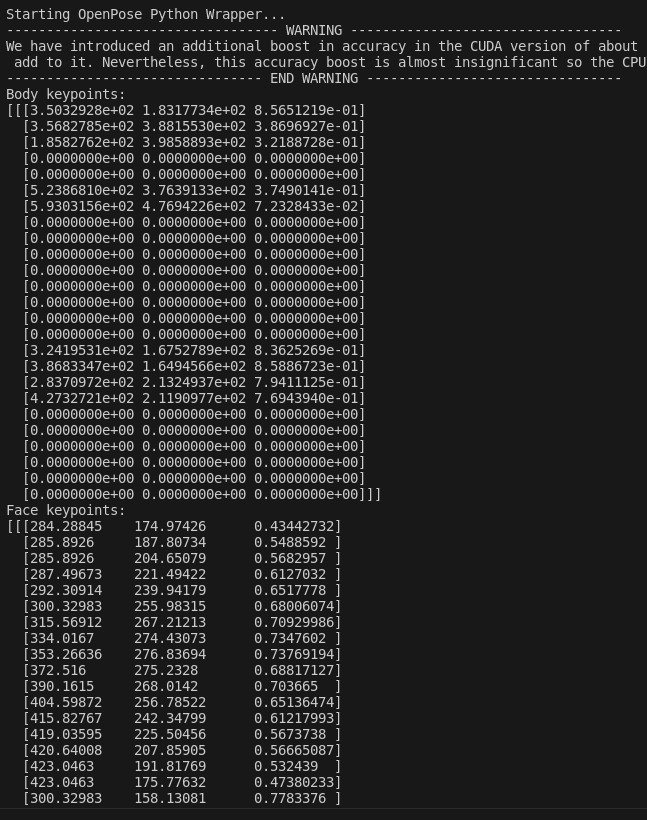 Starting OpenPose Python Wrapper...
---------------------------------- WARNING ----------------------------------
We have introduced an additional boost in accuracy in the CUDA version of about
 add to it. Nevertheless, this accuracy boost is almost insignificant so the CPU
-------------------------------- END WARNING --------------------------------
Body keypoints:
[[[3.5032928e+02 1.8317734e+02 8.5651219e-01]
  [3.5682785e+02 3.8815530e+02 3.8696927e-01]
  [1.8582762e+02 3.9858893e+02 3.2188728e-01]
  [0.0000000e+00 0.0000000e+00 0.0000000e+00]
  [0.0000000e+00 0.0000000e+00 0.0000000e+00]
  [5.2386810e+02 3.7639133e+02 3.7490141e-01]
  [5.9303156e+02 4.7694226e+02 7.2328433e-02]
  [0.0000000e+00 0.0000000e+00 0.0000000e+00]
  [0.0000000e+00 0.0000000e+00 0.0000000e+00]
  [0.0000000e+00 0.0000000e+00 0.0000000e+00]
  [0.0000000e+00 0.0000000e+00 0.0000000e+00]
  [0.0000000e+00 0.0000000e+00 0.0000000e+00]
  [0.0000000e+00 0.0000000e+00 0.0000000e+00]
  [0.0000000e+00 0.0000000e+00 0.0000000e+00]
  [0.0000000e+00 0.0000000e+00 0.0000000e+00]
  [3.2419531e+02 1.6752789e+02 8.3625269e-01]
  [3.8683347e+02 1.6494566e+02 8.5886723e-01]
  [2.8370972e+02 2.1324937e+02 7.9411125e-01]
  [4.2732721e+02 2.1190977e+02 7.6943940e-01]
  [0.0000000e+00 0.0000000e+00 0.0000000e+00]
  [0.0000000e+00 0.0000000e+00 0.0000000e+00]
  [0.0000000e+00 0.0000000e+00 0.0000000e+00]
  [0.0000000e+00 0.0000000e+00 0.0000000e+00]
  [0.0000000e+00 0.0000000e+00 0.0000000e+00]
  [0.0000000e+00 0.0000000e+00 0.0000000e+00]]]
Face keypoints:
[[[284.28845    174.97426      0.43442732]
  [285.8926     187.80734      0.5488592 ]
  [285.8926     204.65079      0.5682957 ]
  [287.49673    221.49422      0.6127032 ]
  [292.30914    239.94179      0.6517778 ]
  [300.32983    255.98315      0.68006074]
  [315.56912    267.21213      0.70929986]
  [334.0167     274.43073      0.7347602 ]
  [353.26636    276.83694      0.73769194]
  [372.516      275.2328       0.68817127]
  [390.1615     268.0142       0.703665  ]
  [404.59872    256.78522      0.65136474]
  [415.82767    242.34799      0.61217993]
  [419.03595    225.50456      0.5673738 ]
  [420.64008    207.85905      0.56665087]
  [423.0463     191.81769      0.532439  ]
  [423.0463     175.77632      0.47380233]
  [300.32983    158.13081      0.7783376 ]